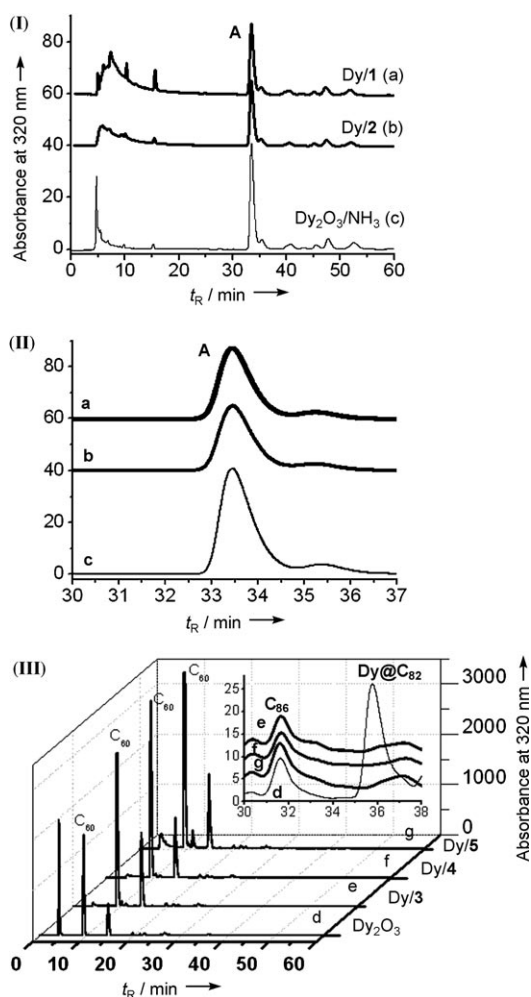 (I)
Absorbance at 320 nm →
80
60
40
20
0
A
Dy/1 (a)
Dy/2 (b)
Dy₂O₃/NH₃ (c)
0 10 20 30 40 50 60
tR / min →
(II)
Absorbance at 320 nm →
80
60
40
20
0
A
a
b
c
30 31 32 33 34 35 36 37
tR / min →
(III)
C₆₀
C₆₀
C₆₀
C₆₀
25
20
15
10
5
0
Dy@C₈₂
C₈₆
e
f
g
d
30 32 34 36 38
3000
2000
1000
0
Absorbance at 320 nm →
g
Dy/5
f
Dy/4
e
Dy/3
d
Dy₂O₃
0 10 20 30 40 50 60
tR / min →